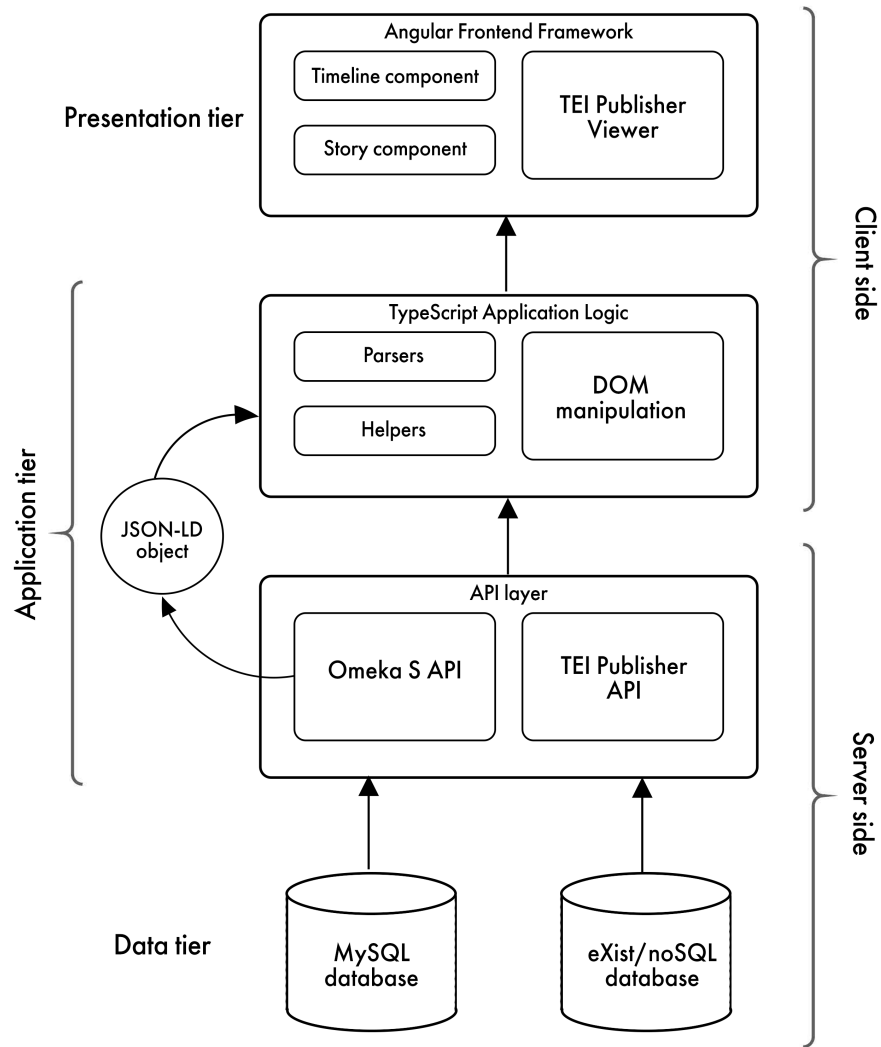 Angular Frontend Framework
Timeline component
Story component
TEI Publisher
Viewer
Presentation tier
Client side
TypeScript Application Logic
Parsers
Helpers
DOM
manipulation
Application tier
JSON-LD
object
API layer
Omeka S API
TEI Publisher
API
Server side
Data tier
MySQL
database
eXist/noSQL
database